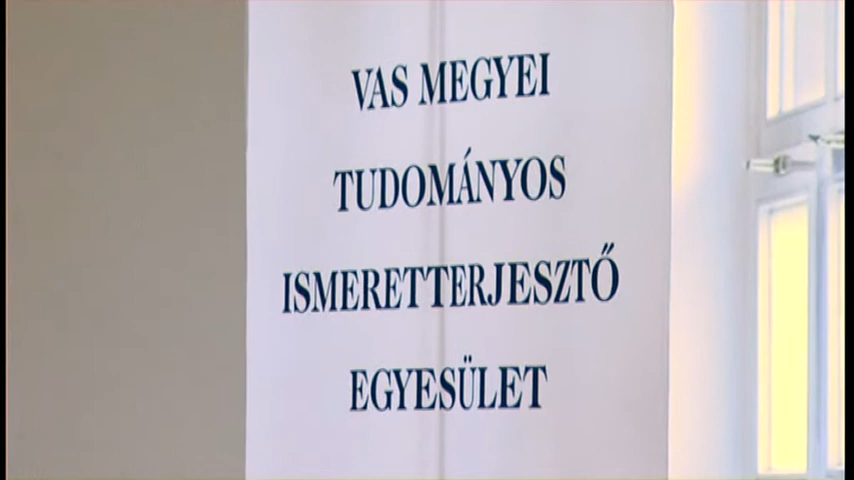 VAS MEGYEI
TUDOMÁNYOS
ISMERETTERJESZTŐ
EGYESÜLET